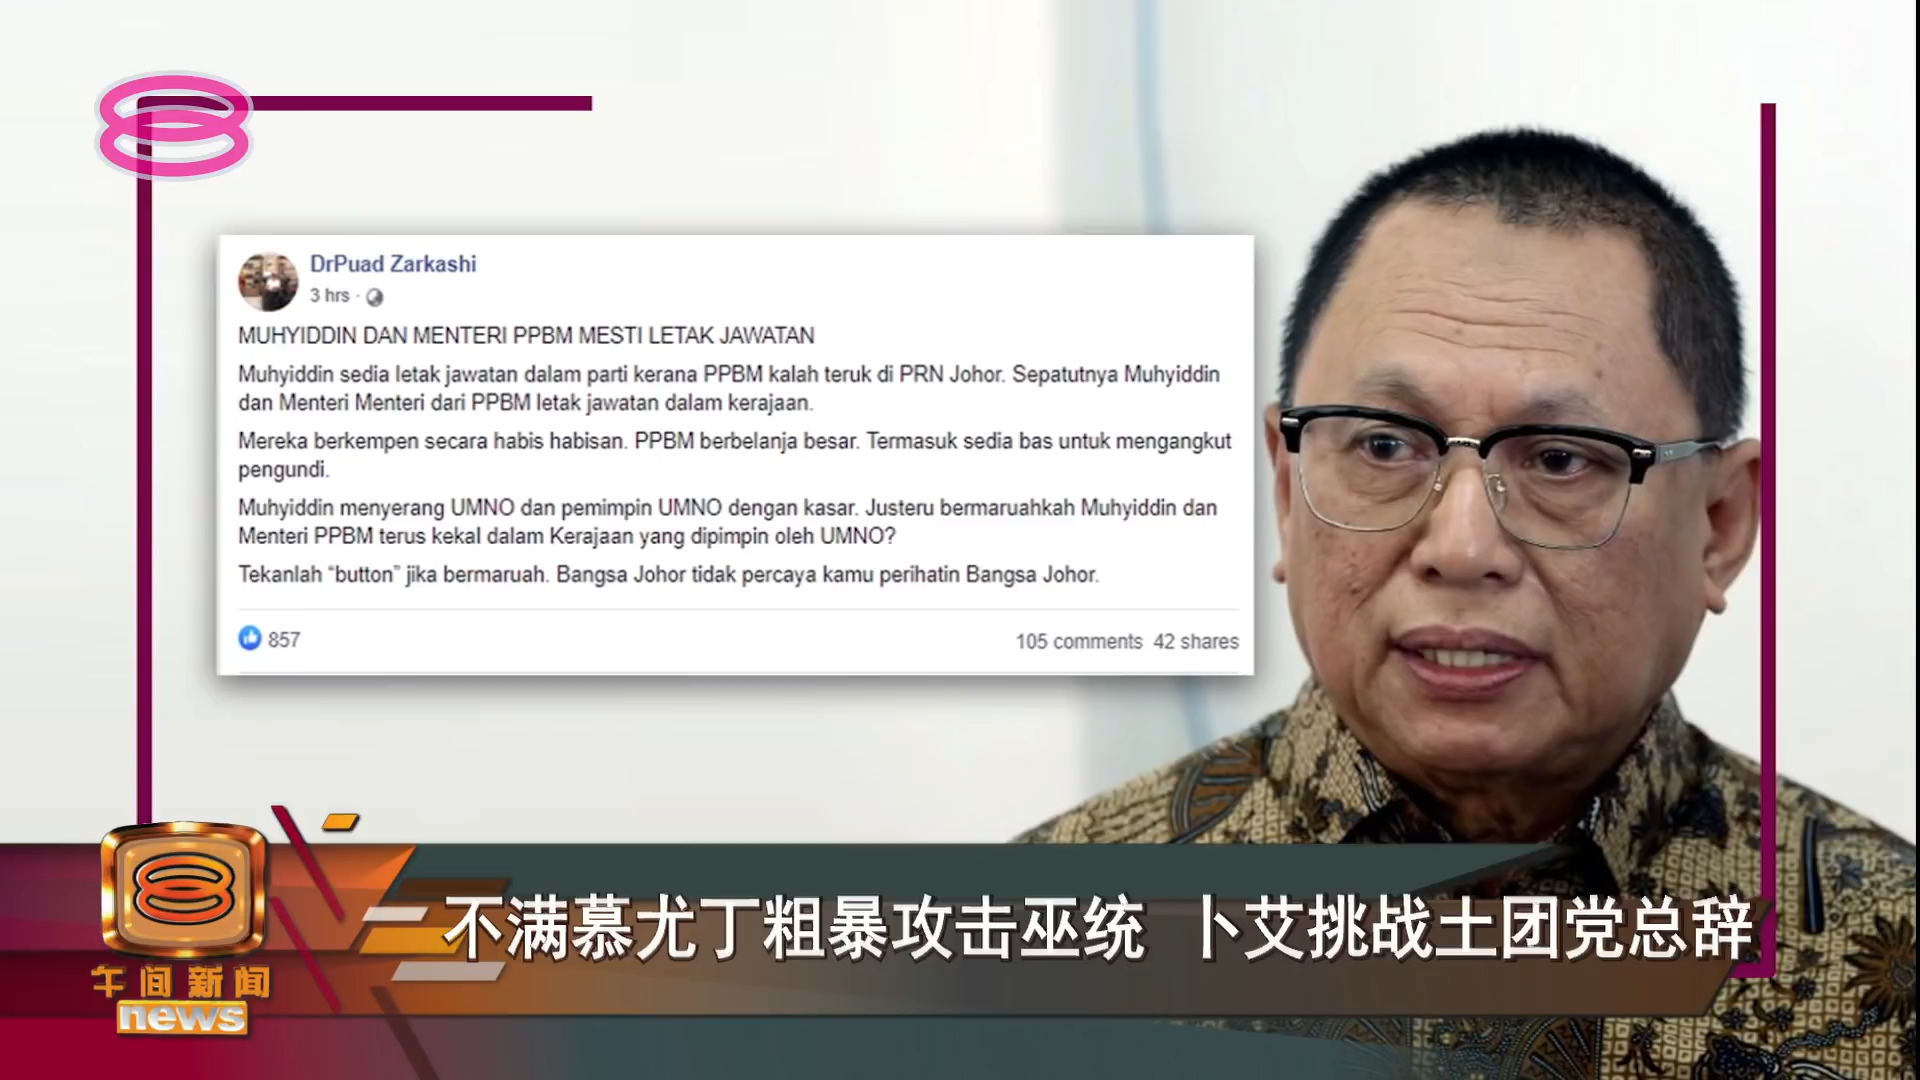 DrPuad Zarkashi
3 hrs ·
MUHYIDDIN DAN MENTERI PPBM MESTI LETAK JAWATAN
Muhyiddin sedia letak jawatan dalam parti kerana PPBM kalah teruk di PRN Johor. Sepatutnya Muhyiddin
dan Menteri Menteri dari PPBM letak jawatan dalam kerajaan.
Mereka berkempen secara habis habisan. PPBM berbelanja besar. Termasuk sedia bas untuk mengangkut
pengundi.
Muhyiddin menyerang UMNO dan pemimpin UMNO dengan kasar. Justeru bermaruahkah Muhyiddin dan
Menteri PPBM terus kekal dalam Kerajaan yang dipimpin oleh UMNO?
Tekanlah “button” jika bermaruah. Bangsa Johor tidak percaya kamu perihatin Bangsa Johor.
857
105 comments 42 shares
不满慕尤丁粗暴攻击巫统 卜艾挑战土团党总辞
午间新闻
news